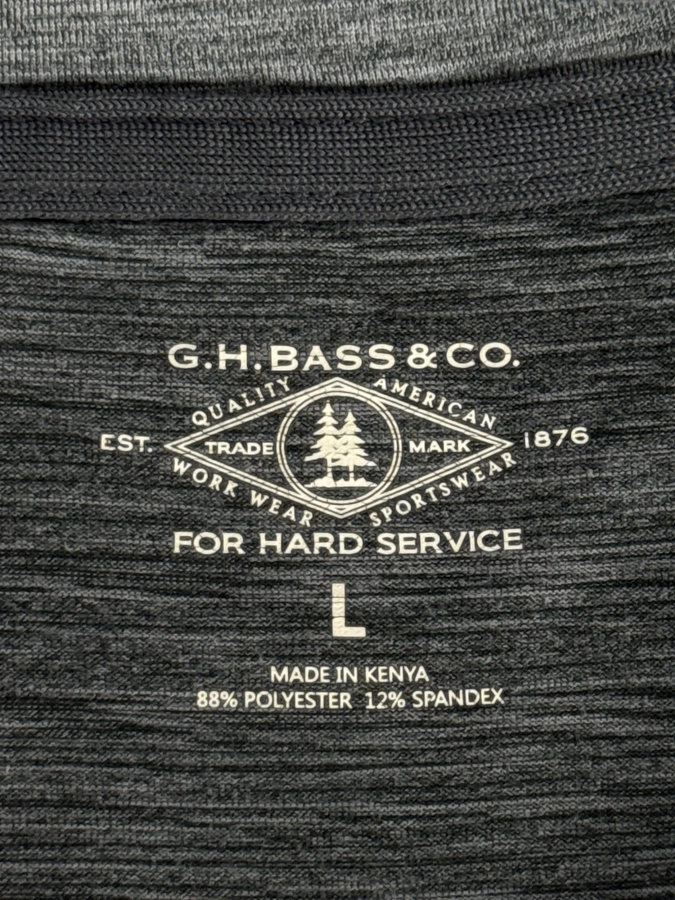 G.H. BASS & CO.
QUALITY AMERICAN
EST. TRADE MARK 1876
WORK WEAR SPORTSWEAR
FOR HARD SERVICE
L
MADE IN KENYA
88% POLYESTER 12% SPANDEX